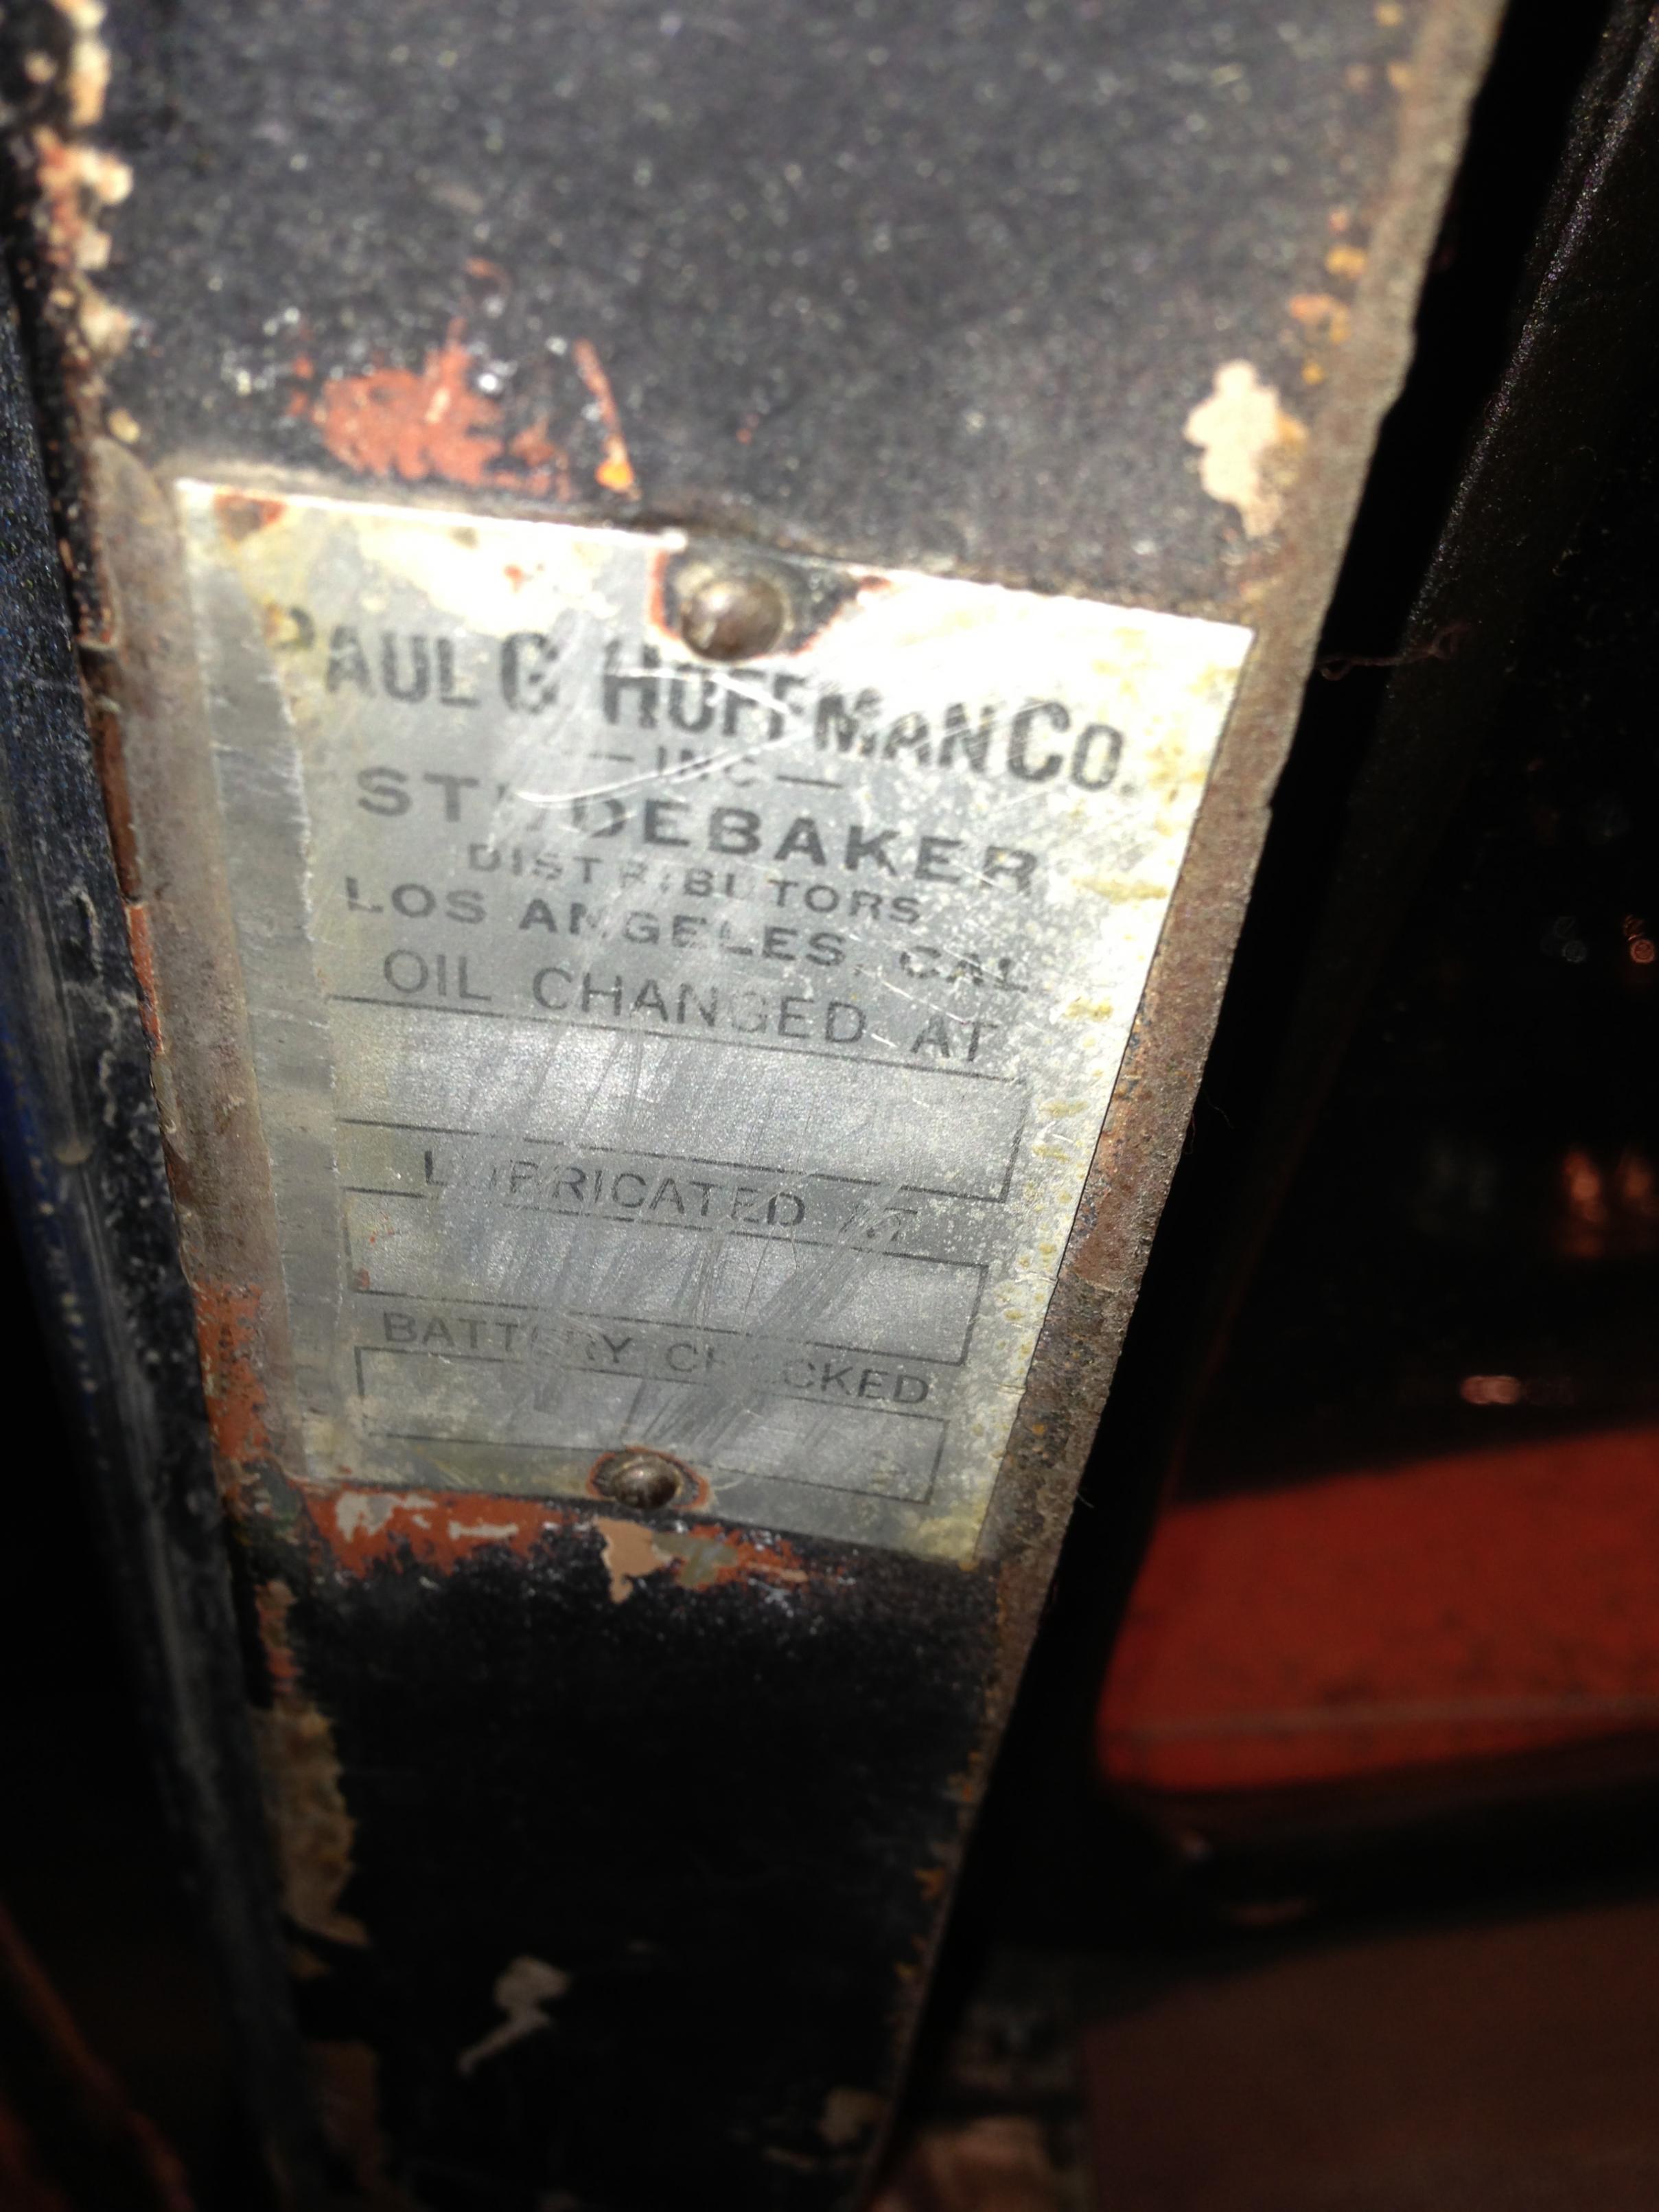 PAUL G HOFFMAN CO.
— INC —
STUDEBAKER
DISTRIBUTORS
LOS ANGELES, CAL
OIL CHANGED AT
LUBRICATED AT
BATTERY CHECKED